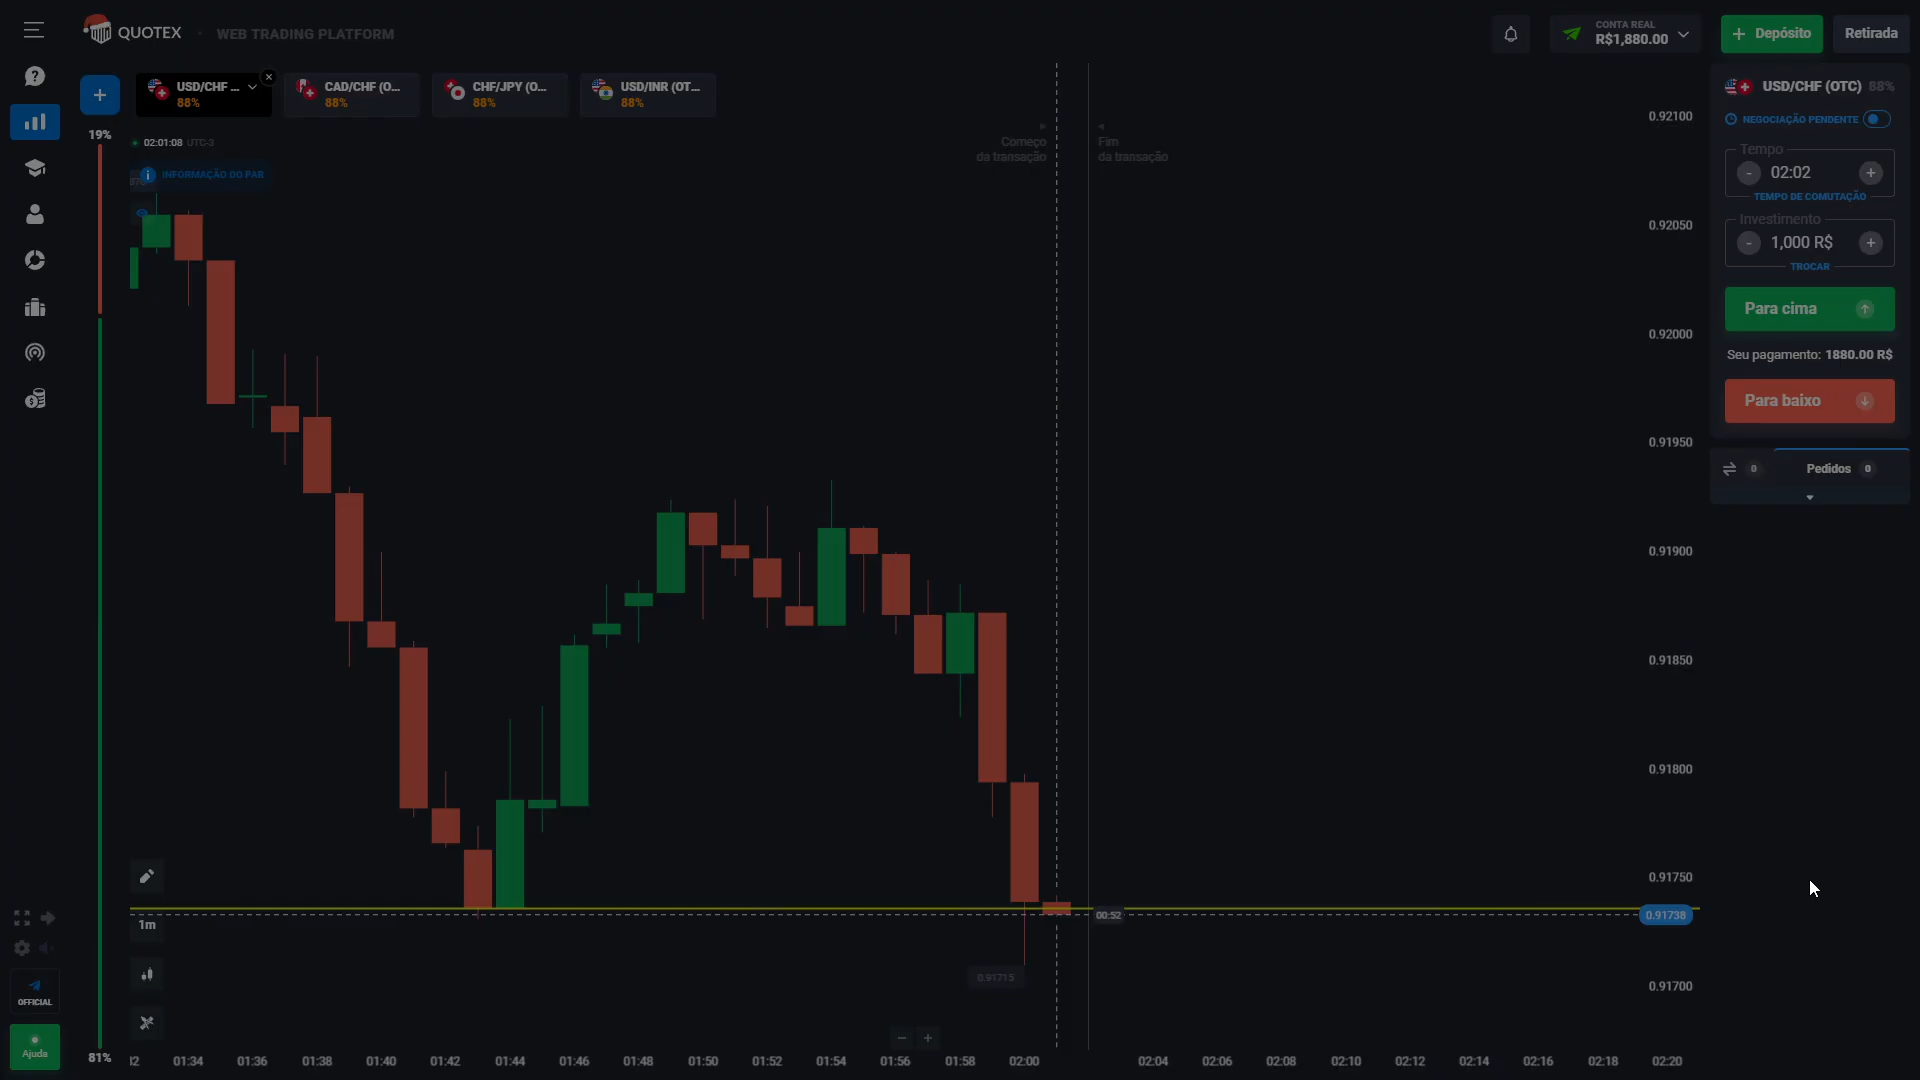 QUOTEX
WEB TRADING PLATFORM
CONTA REAL
R$1,880.00
+ Depósito
Retirada
USD/CHF ...
88%
CAD/CHF (O...
88%
CHF/JPY (O...
88%
USD/INR (OT...
88%
19%
02:01:08 UTC-3
INFORMAÇÃO DO PAR
Começo
da transação
Fim
da transação
0.92100
0.92050
0.92000
0.91950
0.91900
0.91850
0.91800
0.91750
0.91738
0.91700
USD/CHF (OTC) 88%
NEGOCIAÇÃO PENDENTE
Tempo
- 02:02 +
TEMPO DE COMUTAÇÃO
Investimento
- 1,000 R$ +
TROCAR
Para cima
Seu pagamento: 1880.00 R$
Para baixo
0
Pedidos 0
1m
00:52
0.91715
OFFICIAL
Ajuda
81%
01:34 01:36 01:38 01:40 01:42 01:44 01:46 01:48 01:50 01:52 01:54 01:56 01:58 02:00 02:04 02:06 02:08 02:10 02:12 02:14 02:16 02:18 02:20